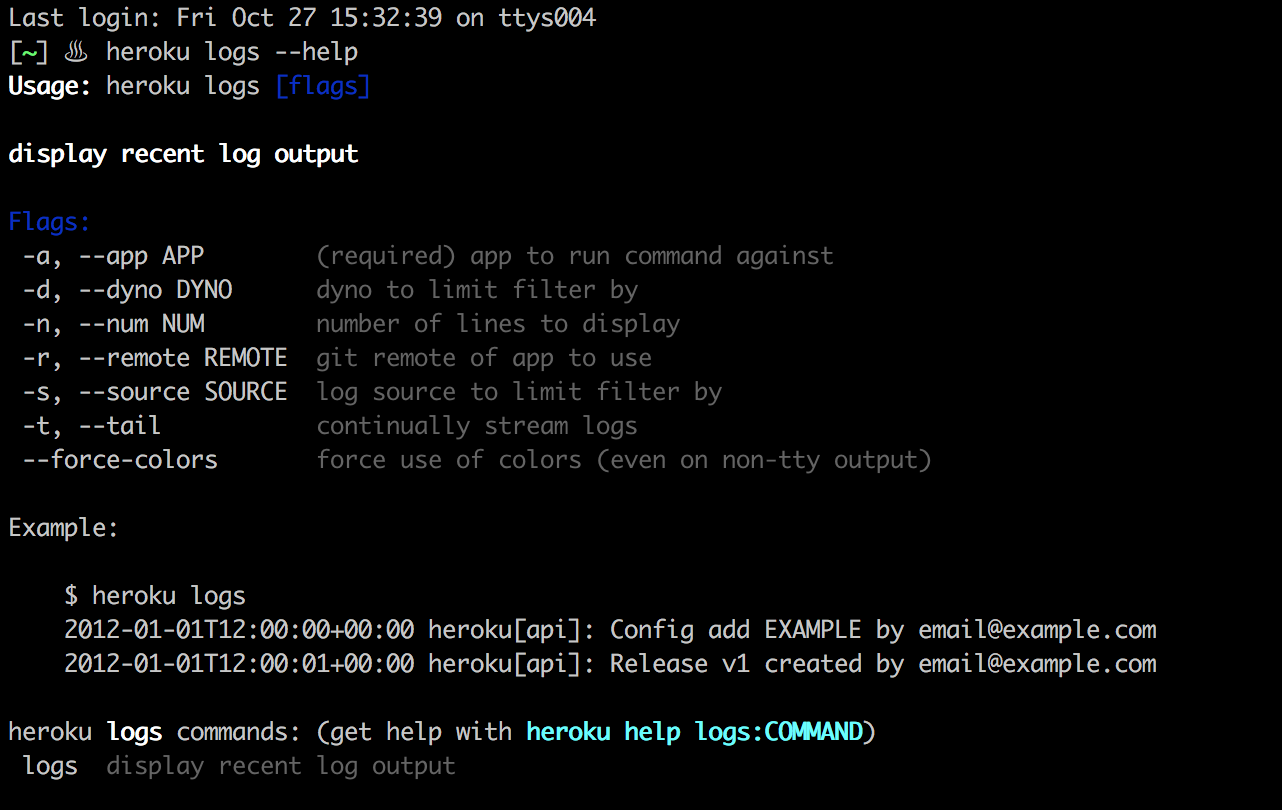 Last login: Fri Oct 27 15:32:39 on ttys004
[~] ♨ heroku logs --help
Usage: heroku logs [flags]
display recent log output
Flags:
-a, --app APP (required) app to run command against
-d, --dyno DYNO dyno to limit filter by
-n, --num NUM number of lines to display
-r, --remote REMOTE git remote of app to use
-s, --source SOURCE log source to limit filter by
-t, --tail continually stream logs
--force-colors force use of colors (even on non-tty output)
Example:
$ heroku logs
2012-01-01T12:00:00+00:00 heroku[api]: Config add EXAMPLE by email@example.com
2012-01-01T12:00:01+00:00 heroku[api]: Release v1 created by email@example.com
heroku logs commands: (get help with heroku help logs:COMMAND)
logs display recent log output